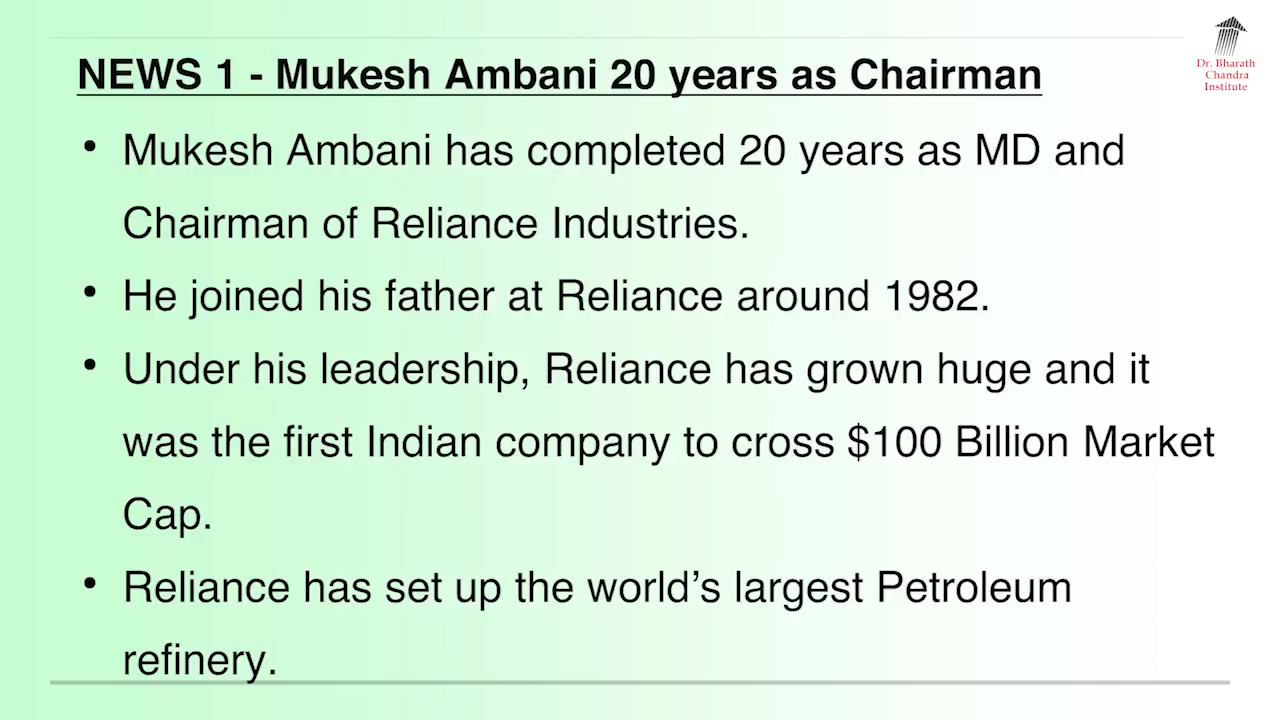 Dr. Bharath
Chandra
Institute
NEWS 1 - Mukesh Ambani 20 years as Chairman
• Mukesh Ambani has completed 20 years as MD and
Chairman of Reliance Industries.
• He joined his father at Reliance around 1982.
• Under his leadership, Reliance has grown huge and it
was the first Indian company to cross $100 Billion Market
Cap.
• Reliance has set up the world’s largest Petroleum
refinery.